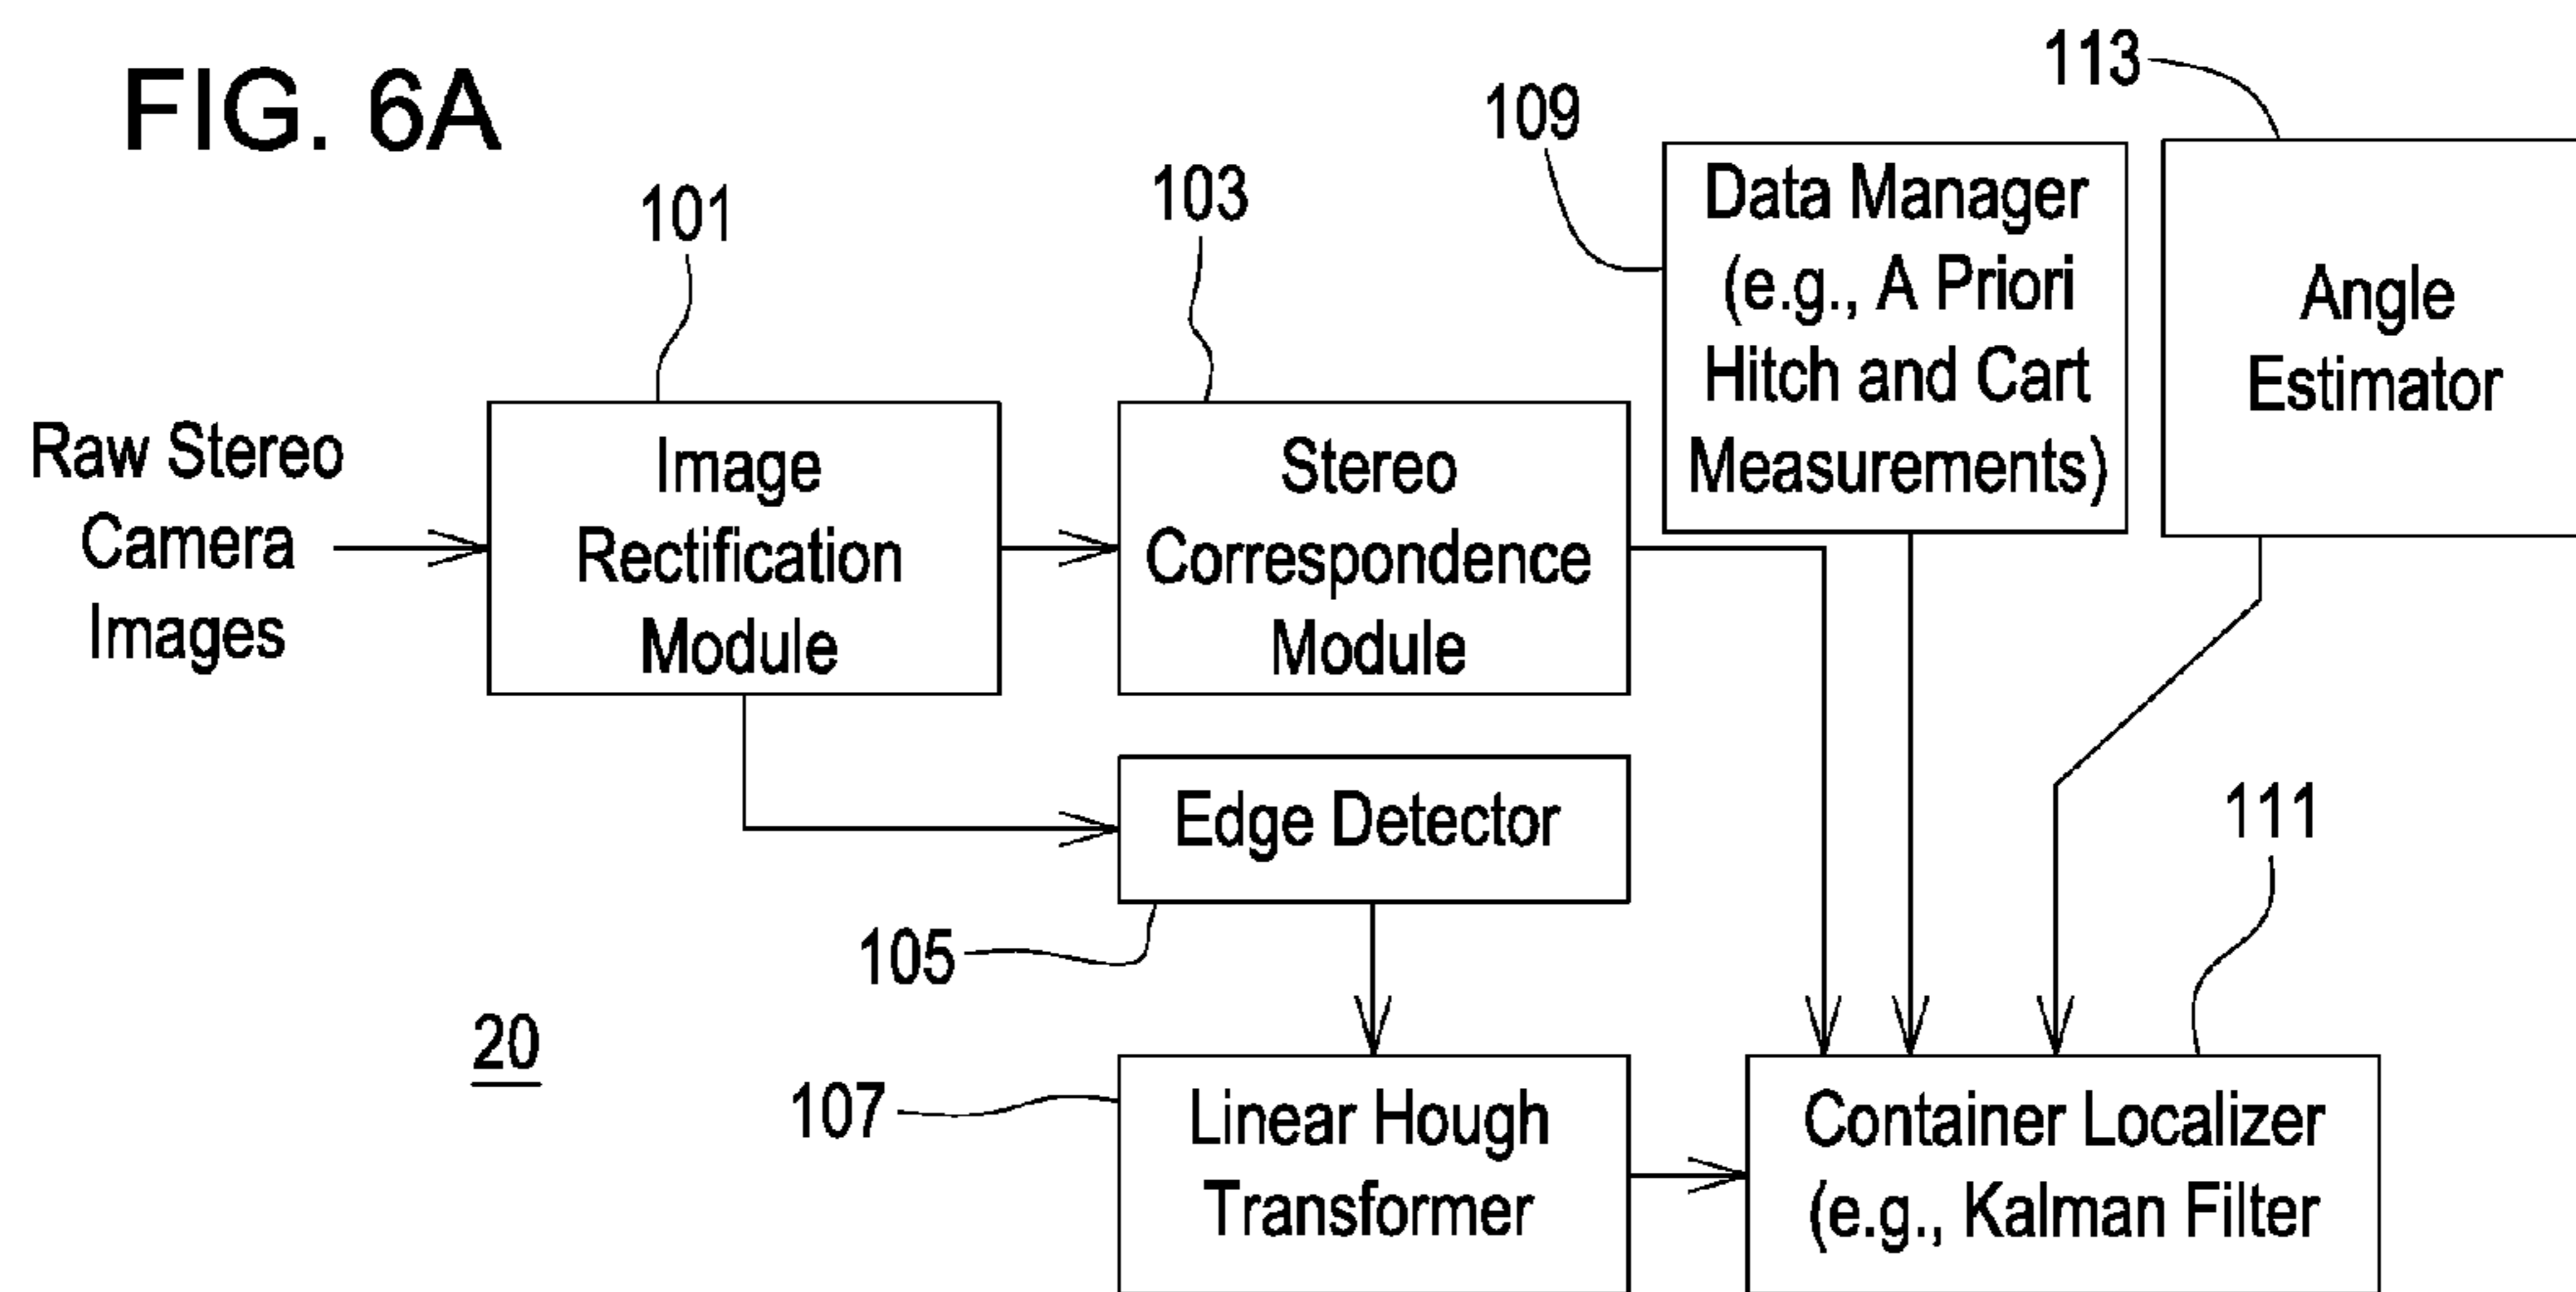 FIG. 6A
113
109
101
103
Data Manager
(e.g., A Priori
Hitch and Cart
Measurements)
Angle
Estimator
Raw Stereo
Camera
Images
Image
Rectification
Module
Stereo
Correspondence
Module
Edge Detector
105
111
20
107
Linear Hough
Transformer
Container Localizer
(e.g., Kalman Filter